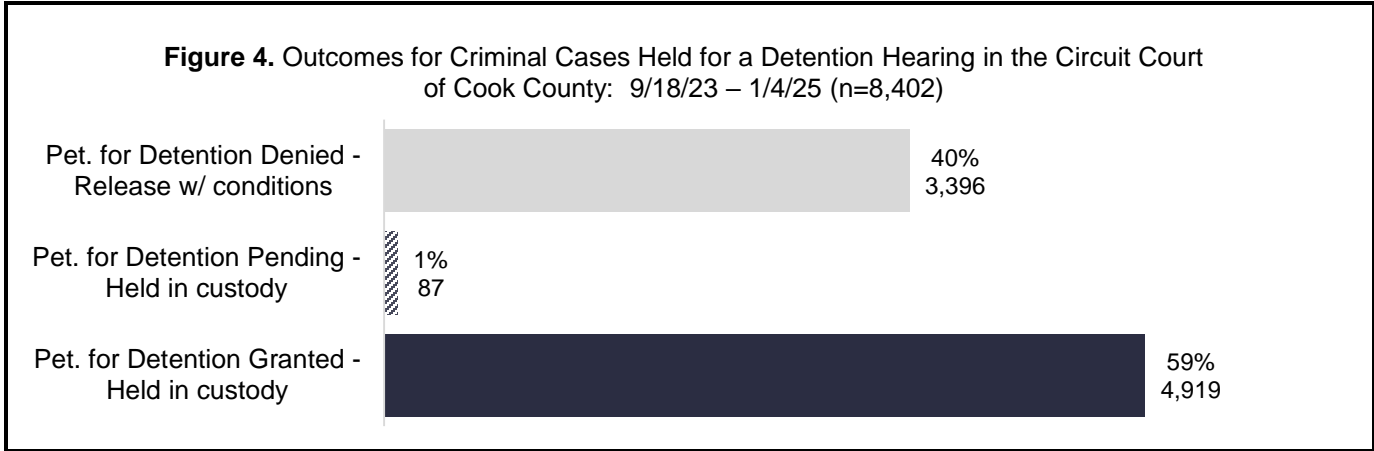 Figure 4. Outcomes for Criminal Cases Held for a Detention Hearing in the Circuit Court
of Cook County:  9/18/23 – 1/4/25 (n=8,402)
Pet. for Detention Denied -
Release w/ conditions
40%
3,396
Pet. for Detention Pending -
Held in custody
1%
87
Pet. for Detention Granted -
Held in custody
59%
4,919